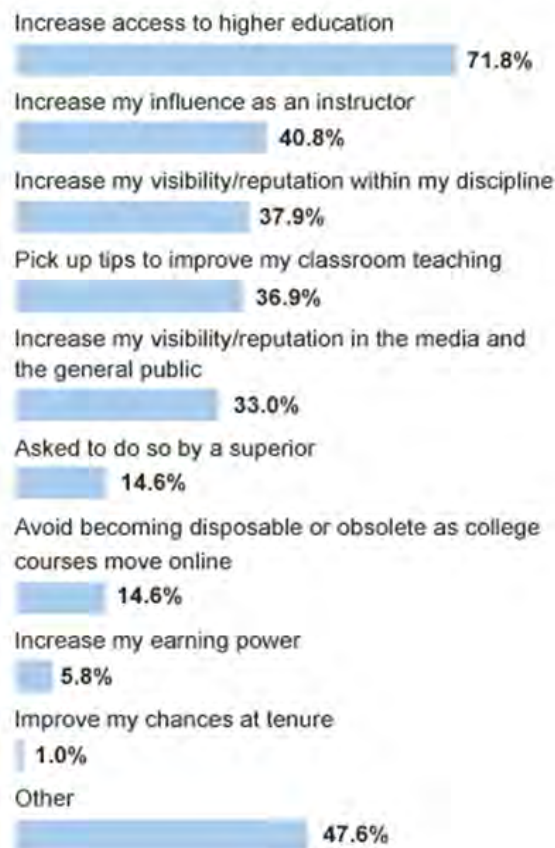 Increase access to higher education
71.8%
Increase my influence as an instructor
40.8%
Increase my visibility/reputation within my discipline
37.9%
Pick up tips to improve my classroom teaching
36.9%
Increase my visibility/reputation in the media and
the general public
33.0%
Asked to do so by a superior
14.6%
Avoid becoming disposable or obsolete as college
courses move online
14.6%
Increase my earning power
5.8%
Improve my chances at tenure
1.0%
Other
47.6%